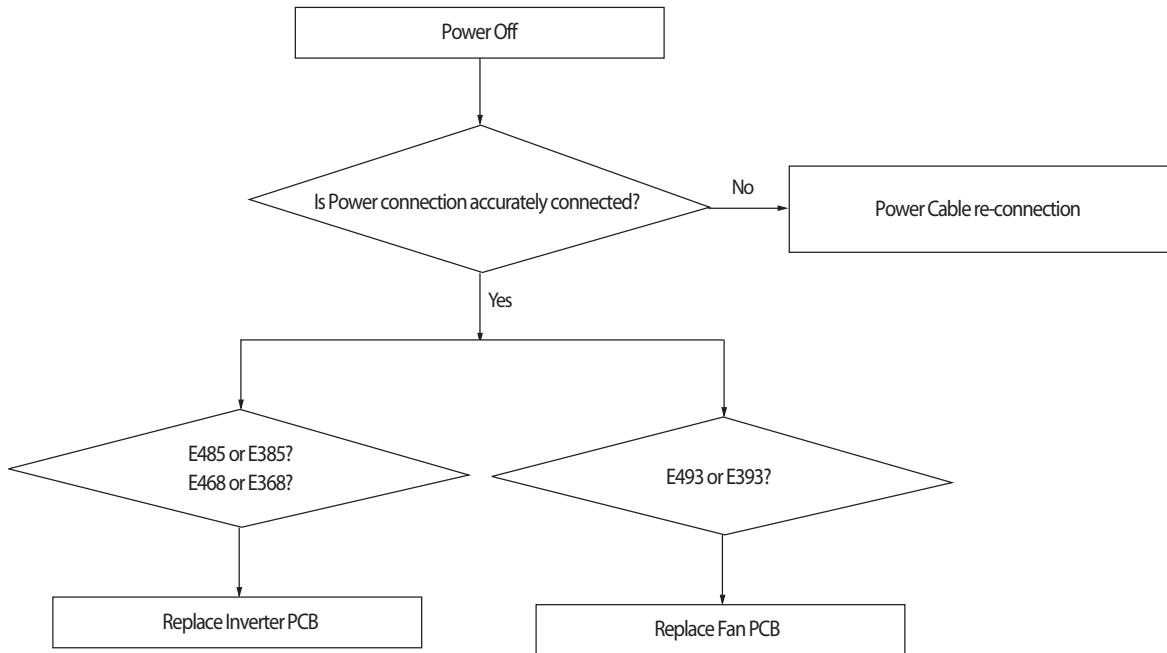 Power Off
Is Power connection accurately connected?
No
Power Cable re-connection
Yes
E485 or E385?
E468 or E368?
E493 or E393?
Replace Inverter PCB
Replace Fan PCB